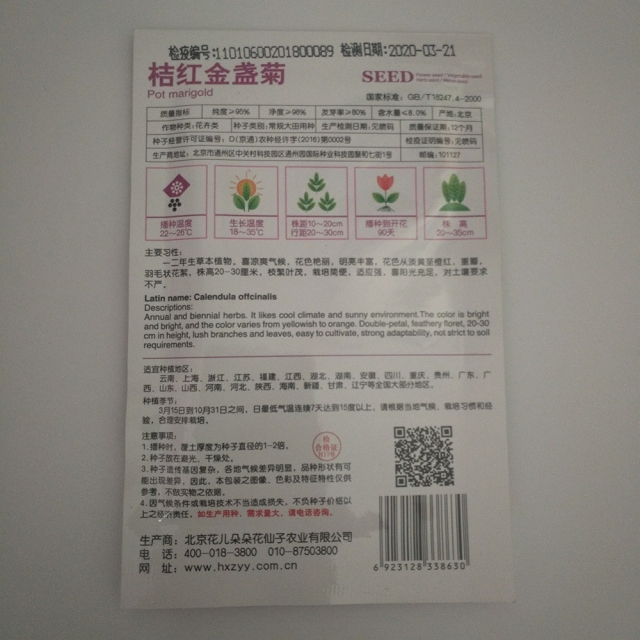 检疫编号:11010600201800089 检测日期:2020-03-21
桔红金盏菊
Pot marigold
SEED
国家标准: GB/T18247.4-2000
质量指标 纯度≥95% 净度≥98% 发芽率≥80% 含水量≤8.0% 产地:北京
作物种类:花卉类 种子类别:常规大田用种 生产检测日期:见喷码 质量保证期:12个月
种子经营许可证编号: D(京通)农种经许字(2016)第0002号 检疫证明编号:见喷码
生产商地址: 北京市通州区中关村科技园区通州园国际种业科技园聚和七街1号 邮编:101127
播种温度
22~26℃
生长温度
18~35℃
株距10~20cm
行距20~30cm
播种到开花
90天
株 高
20~35cm
主要习性:
一二年生草本植物, 喜凉爽气候, 花色艳丽, 明亮丰富, 花色从淡黄至橙红, 重瓣,
羽毛状花絮, 株高20-30厘米, 枝繁叶茂, 栽培简便, 适应强, 喜阳光充足, 对土壤要求
不严。
Latin name: Calendula offcinalis
Descriptions:
Annual and biennial herbs. It likes cool climate and sunny environment.The color is bright
and bright, and the color varies from yellowish to orange. Double-petal, feathery floret, 20-30
cm in height, lush branches and leaves, easy to cultivate, strong adaptability, not strict to soil
requirements.
适宜种植地区:
云南、上海、浙江、江苏、福建、江西、湖北、湖南、安徽、四川、重庆、贵州、广东、广
西、山东、山西、河南、河北、陕西、海南、新疆、甘肃、辽宁等全国大部分地区。
种植季节:
3月15日到10月31日之间, 日最低气温连续7天达到15度以上, 请根据当地气候、栽培习惯和经
验, 合理安排栽培。
注意事项:
1.播种时, 覆土厚度为种子直径的1-2倍。
2.种子放在避光、干燥处。
3.种子遗传基因复杂, 各地气候差异明显, 品种形状有可
能出现差异, 因此, 本包装之图像、色彩及特征特性仅供
参考, 不做实物之依据。
4.因气候条件或栽培技术不当造成损失, 不负种子价格以
上之经济责任。如生产用种, 需求量大, 请电话咨询。
检
合格证
生产商: 北京花儿朵朵花仙子农业有限公司
电 话: 400-018-3800 010-87503800
网 址: www.hxzyy.com.cn
6 923128 338630